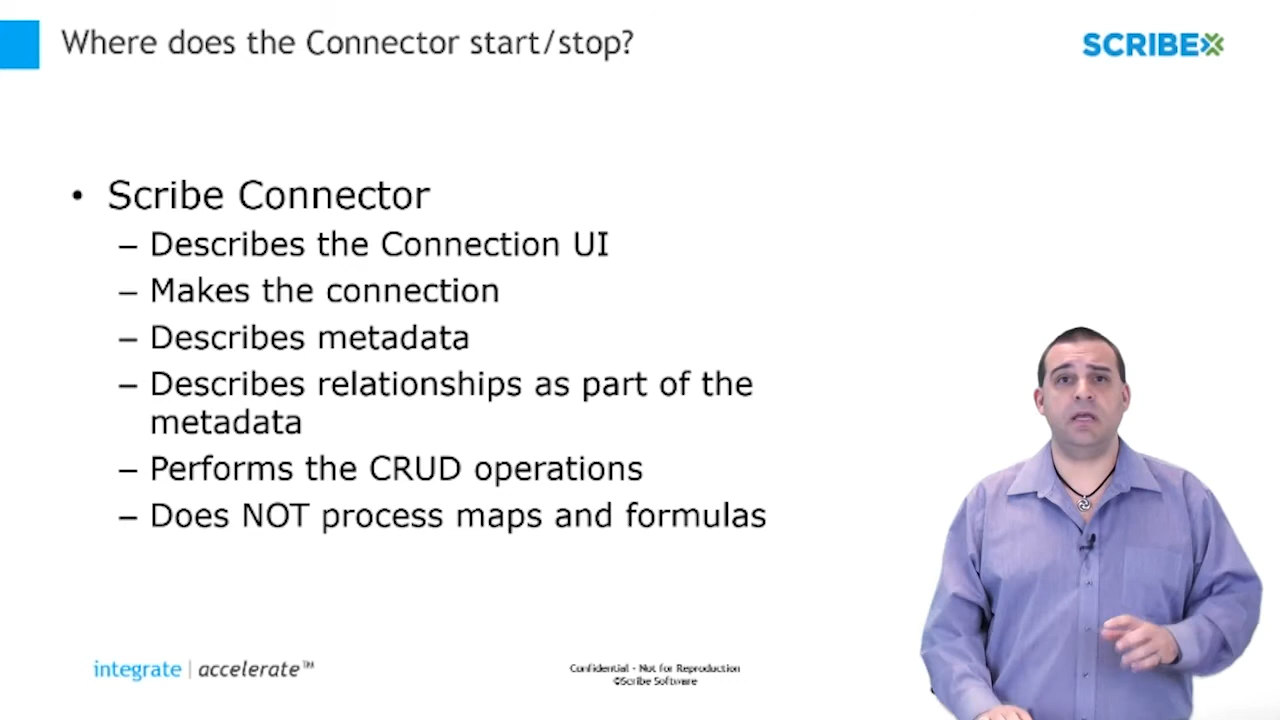 Where does the Connector start/stop?
SCRIBE
• Scribe Connector
– Describes the Connection UI
– Makes the connection
– Describes metadata
– Describes relationships as part of the
metadata
– Performs the CRUD operations
– Does NOT process maps and formulas
integrate | accelerate™
Confidential - Not for Reproduction
©Scribe Software